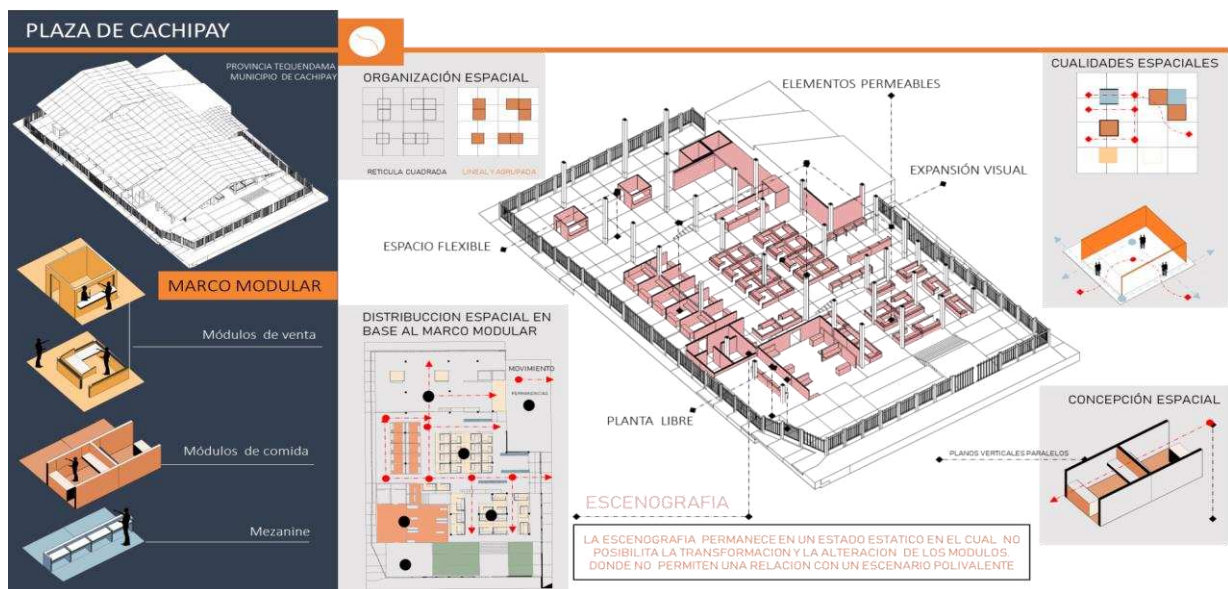 PLAZA DE CACHIPAY
PROVINCIA TEQUENDAMA
MUNICIPIO DE CACHIPAY
MARCO MODULAR
Módulos de venta
Módulos de comida
Mezanine
ORGANIZACIÓN ESPACIAL
RETICULA CUADRADA
LINEAL Y AGRUPADA
DISTRIBUCCION ESPACIAL EN
BASE AL MARCO MODULAR
MOVIMIENTO
PERMANENCIAS
ELEMENTOS PERMEABLES
EXPANSIÓN VISUAL
ESPACIO FLEXIBLE
PLANTA LIBRE
ESCENOGRAFIA
LA ESCENOGRAFIA PERMANECE EN UN ESTADO ESTATICO EN EL CUAL NO
POSIBILITA LA TRANSFORMACION Y LA ALTERACION DE LOS MODULOS.
DONDE NO PERMITEN UNA RELACION CON UN ESCENARIO POLIVALENTE
CUALIDADES ESPACIALES
CONCEPCIÓN ESPACIAL
PLANOS VERTICALES PARALELOS